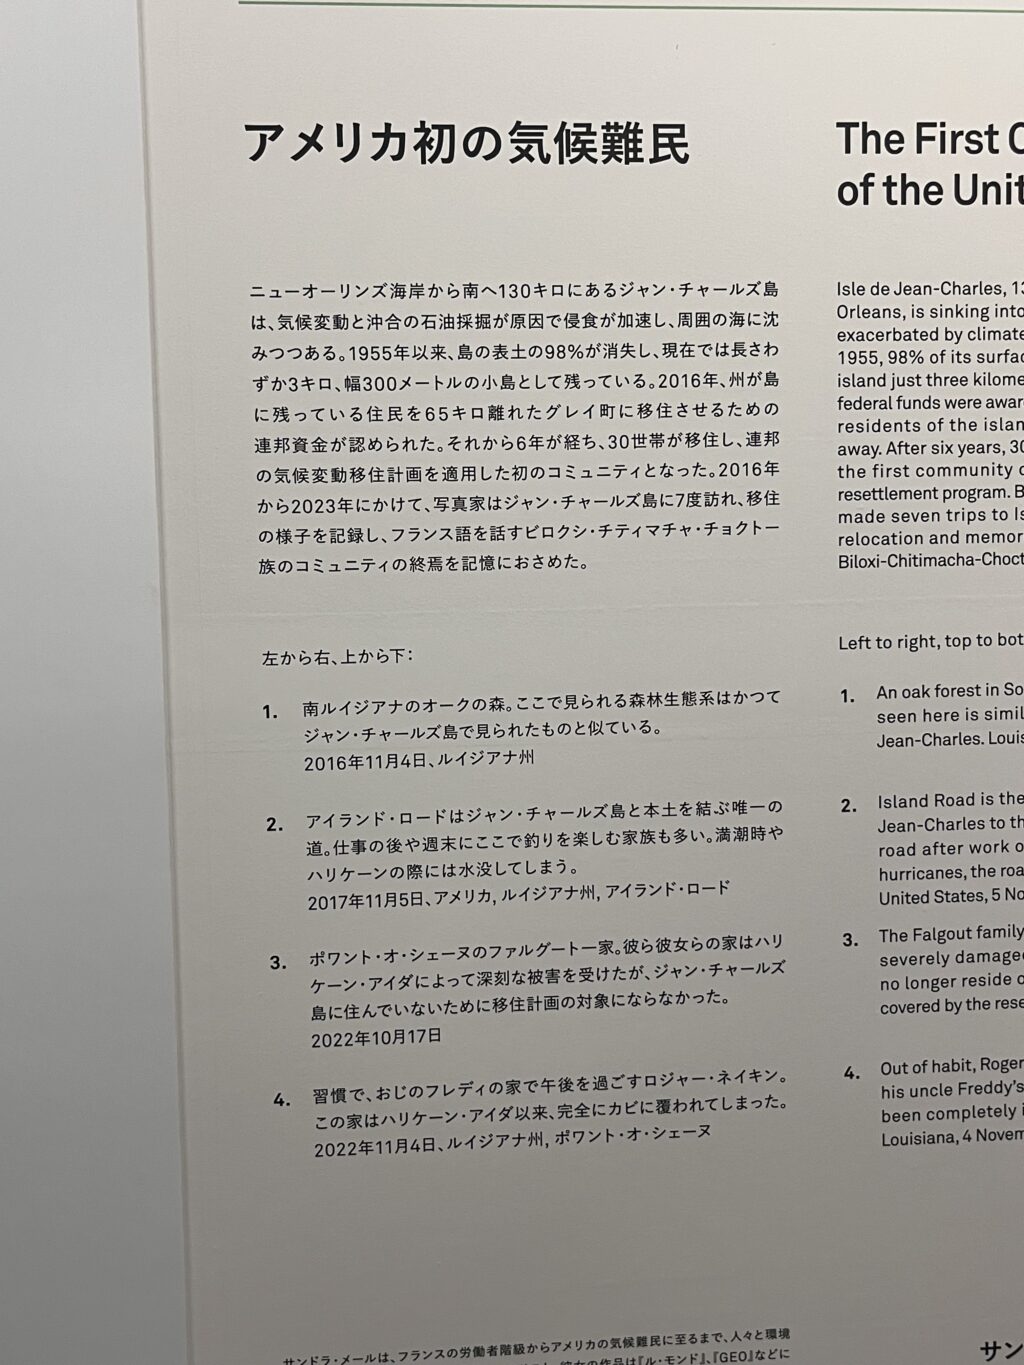 アメリカ初の気候難民
ニューオーリンズ海岸から南へ130キロにあるジャン・チャールズ島
は、気候変動と沖合の石油採掘が原因で侵食が加速し、周囲の海に沈
みつつある。1955年以来、島の表土の98%が消失し、現在では長さわ
ずか3キロ、幅300メートルの小島として残っている。2016年、州が島
に残っている住民を65キロ離れたグレイ町に移住させるための
連邦資金が認められた。それから6年が経ち、30世帯が移住し、連邦
の気候変動移住計画を適用した初のコミュニティとなった。2016年
から2023年にかけて、写真家はジャン・チャールズ島に7度訪れ、移住
の様子を記録し、フランス語を話すビロクシ・チティマチャ・チョクトー
族のコミュニティの終焉を記憶におさめた。
左から右、上から下：
1. 南ルイジアナのオークの森。ここで見られる森林生態系はかつて
ジャン・チャールズ島で見られたものと似ている。
2016年11月4日、ルイジアナ州
2. アイランド・ロードはジャン・チャールズ島と本土を結ぶ唯一の
道。仕事の後や週末にここで釣りを楽しむ家族も多い。満潮時や
ハリケーンの際には水没してしまう。
2017年11月5日、アメリカ, ルイジアナ州, アイランド・ロード
3. ポワント・オ・シェーヌのファルグート一家。彼ら彼女らの家はハリ
ケーン・アイダによって深刻な被害を受けたが、ジャン・チャールズ
島に住んでいないために移住計画の対象にならなかった。
2022年10月17日
4. 習慣で、おじのフレディの家で午後を過ごすロジャー・ネイキン。
この家はハリケーン・アイダ以来、完全にカビに覆われてしまった。
2022年11月4日、ルイジアナ州, ポワント・オ・シェーヌ
サンドラ・メールは、フランスの労働者階級からアメリカの気候難民に至るまで、人々と環境
彼女の作品は『ル・モンド』、『GEO』などに
The First C
of the Unit
Isle de Jean-Charles, 13
Orleans, is sinking into
exacerbated by climate
1955, 98% of its surfac
island just three kilome
federal funds were awar
residents of the islan
away. After six years, 30
the first community o
resettlement program. B
made seven trips to Is
relocation and memor
Biloxi-Chitimacha-Choct
Left to right, top to bot
1. An oak forest in So
seen here is simil
Jean-Charles. Louis
2. Island Road is the
Jean-Charles to th
road after work o
hurricanes, the roa
United States, 5 No
3. The Falgout family
severely damaged
no longer reside o
covered by the rese
4. Out of habit, Roger
his uncle Freddy's
been completely i
Louisiana, 4 Novem
サン